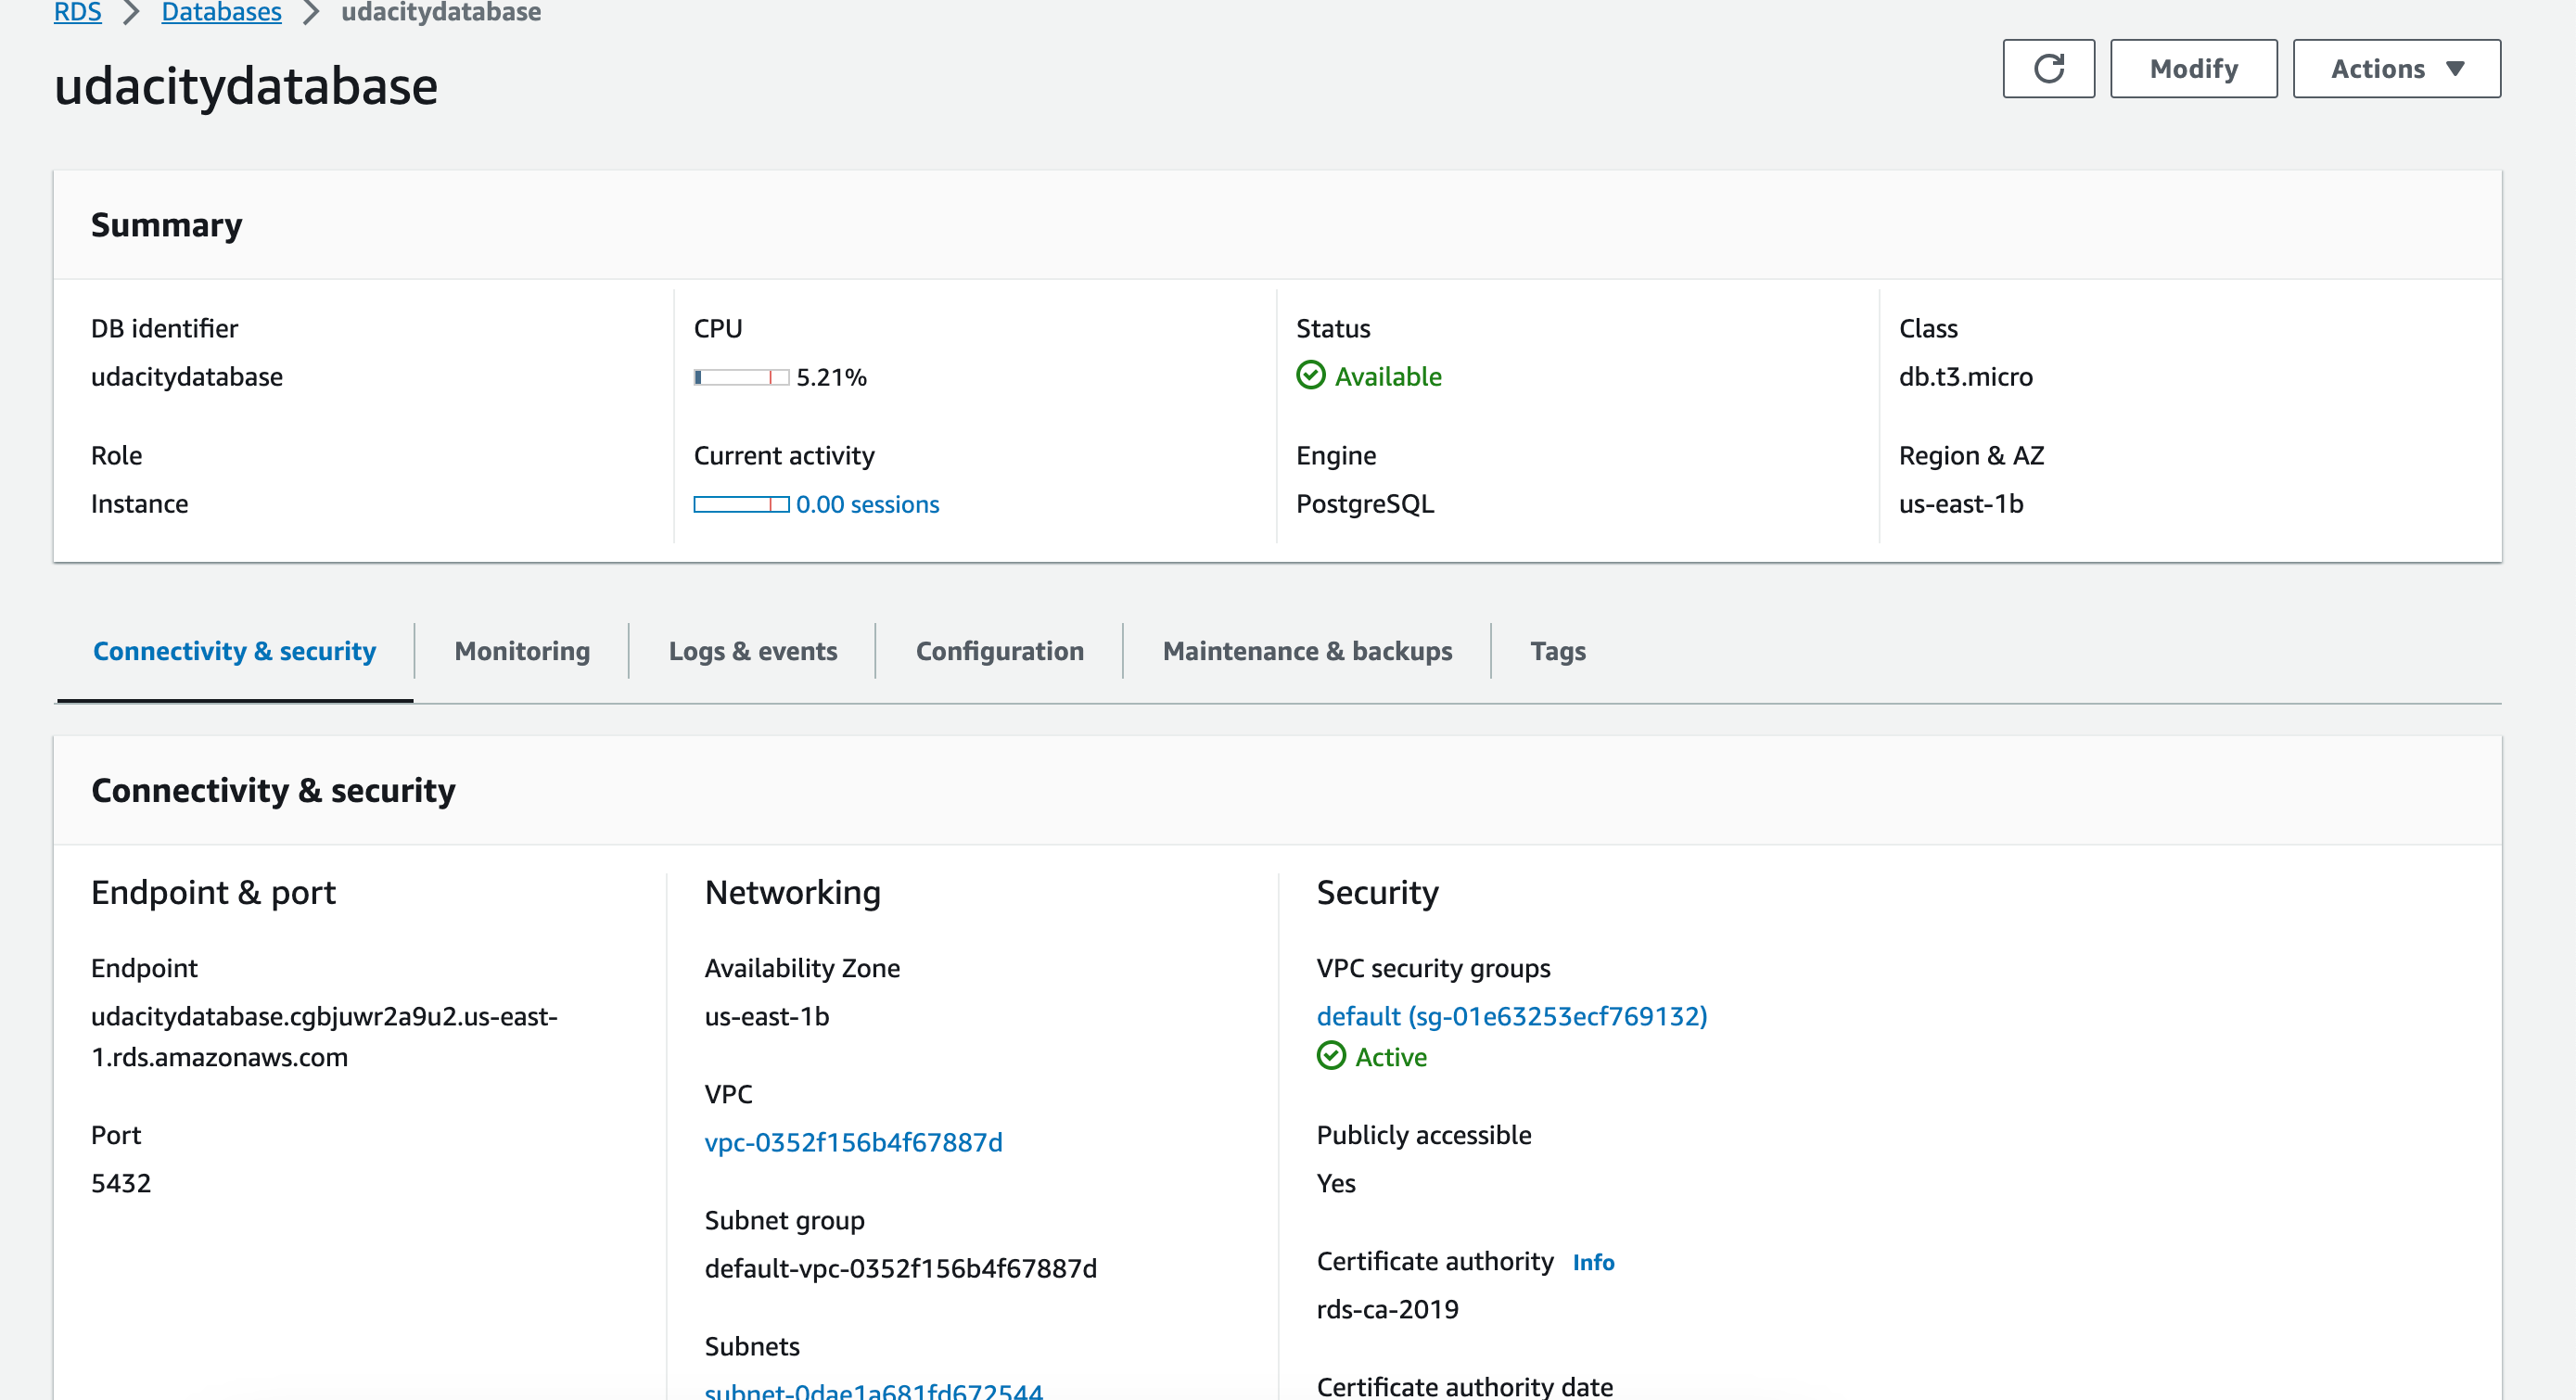 RDS > Databases > udacitydatabase
udacitydatabase
Modify
Actions
Summary
DB identifier
udacitydatabase
CPU
5.21%
Status
Available
Class
db.t3.micro
Role
Instance
Current activity
0.00 sessions
Engine
PostgreSQL
Region & AZ
us-east-1b
Connectivity & security
Monitoring
Logs & events
Configuration
Maintenance & backups
Tags
Connectivity & security
Endpoint & port
Endpoint
udacitydatabase.cgbjuwr2a9u2.us-east-
1.rds.amazonaws.com
Port
5432
Networking
Availability Zone
us-east-1b
VPC
vpc-0352f156b4f67887d
Subnet group
default-vpc-0352f156b4f67887d
Subnets
subnet-0dae1a681fd672544
Security
VPC security groups
default (sg-01e63253ecf769132)
Active
Publicly accessible
Yes
Certificate authority Info
rds-ca-2019
Certificate authority date